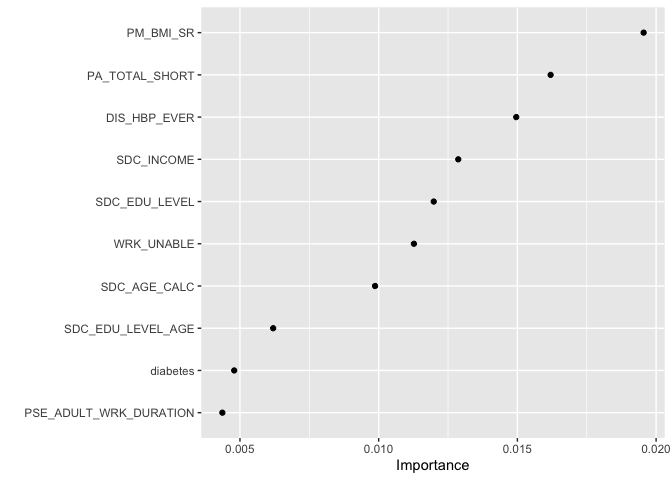 PM_BMI_SR
PA_TOTAL_SHORT
DIS_HBP_EVER
SDC_INCOME
SDC_EDU_LEVEL
WRK_UNABLE
SDC_AGE_CALC
SDC_EDU_LEVEL_AGE
diabetes
PSE_ADULT_WRK_DURATION
0.005 0.010 0.015 0.020
Importance